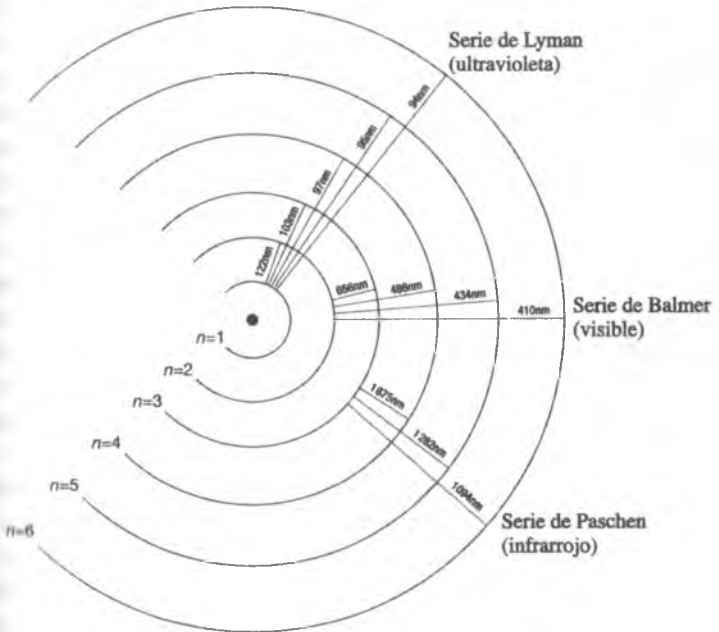 Serie de Lyman
(ultravioleta)
94nm
95nm
97nm
103nm
122nm
656nm
486nm
434nm
410nm
Serie de Balmer
(visible)
n=1
n=2
n=3
n=4
n=5
n=6
1875nm
1282nm
1094nm
Serie de Paschen
(infrarrojo)